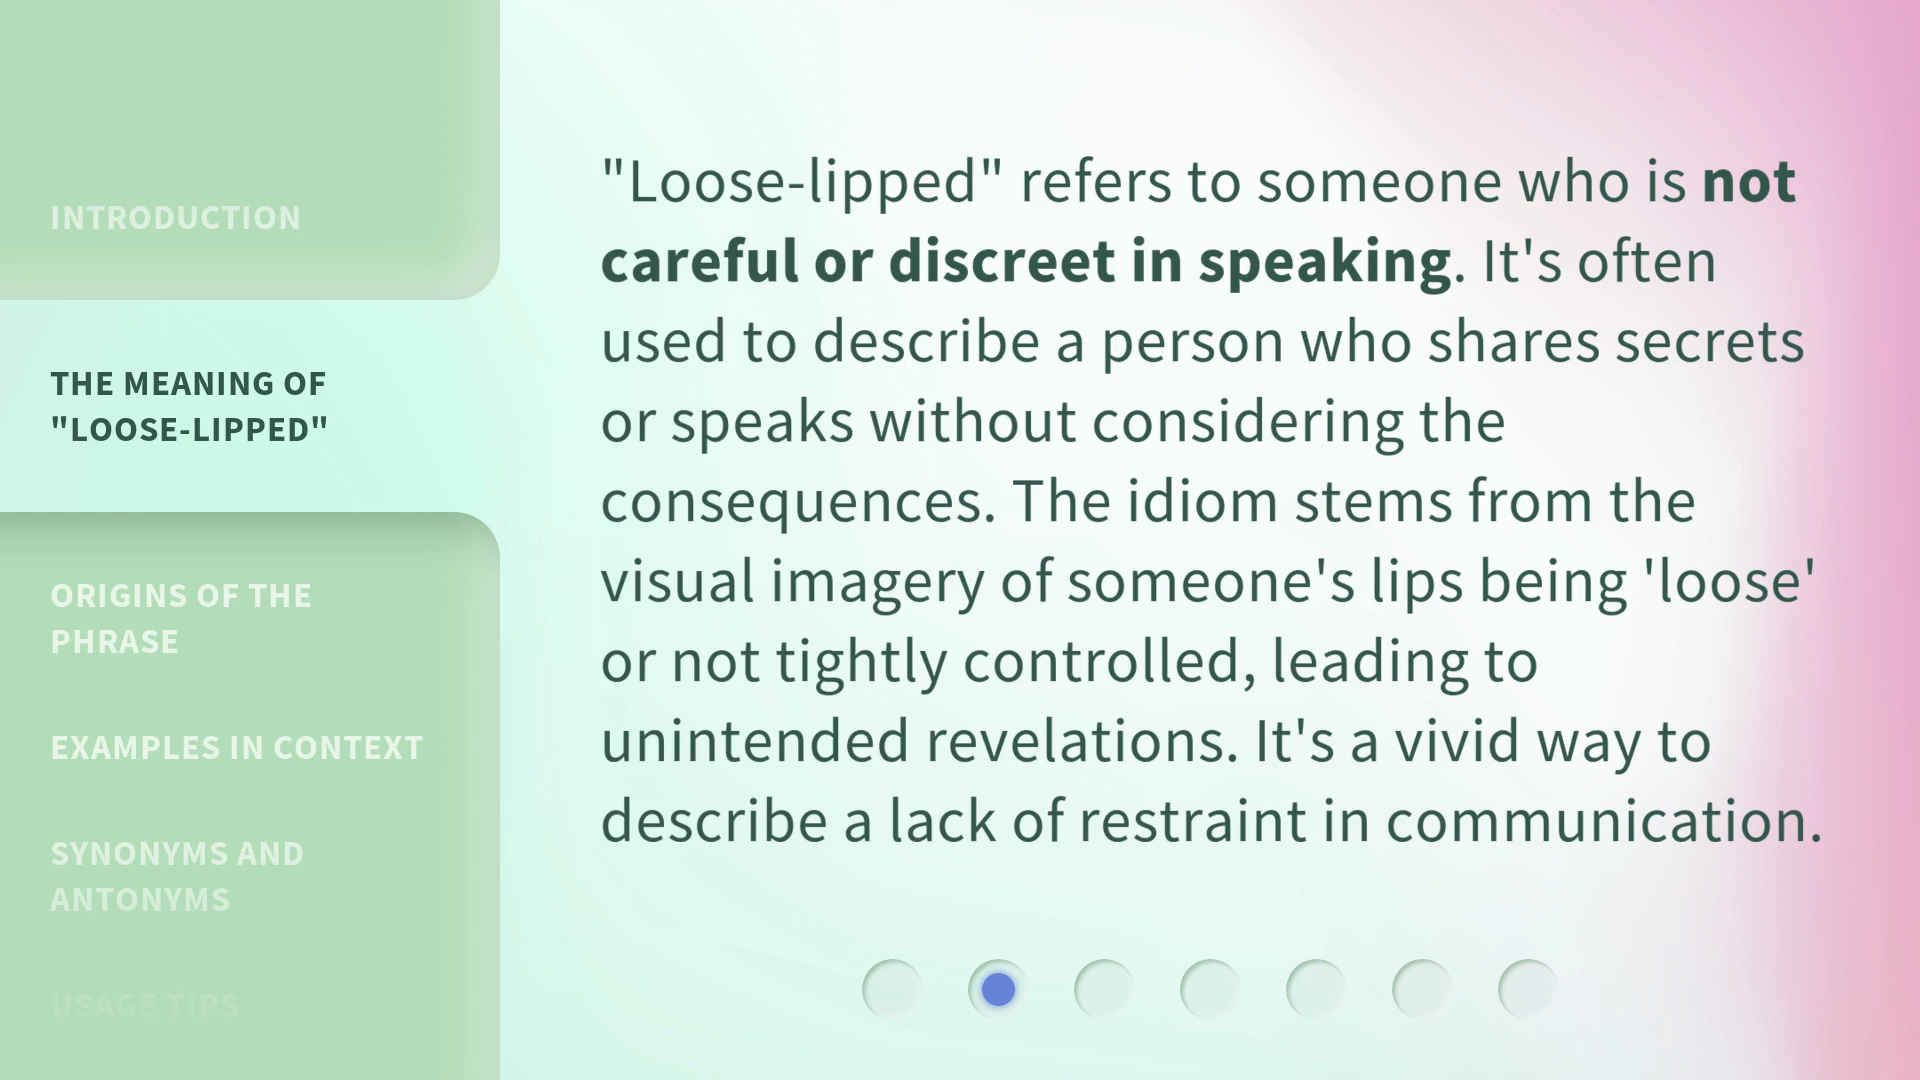 INTRODUCTION
THE MEANING OF
"LOOSE-LIPPED"
ORIGINS OF THE
PHRASE
EXAMPLES IN CONTEXT
SYNONYMS AND
ANTONYMS
USAGE TIPS
"Loose-lipped" refers to someone who is not
careful or discreet in speaking. It's often
used to describe a person who shares secrets
or speaks without considering the
consequences. The idiom stems from the
visual imagery of someone's lips being 'loose'
or not tightly controlled, leading to
unintended revelations. It's a vivid way to
describe a lack of restraint in communication.